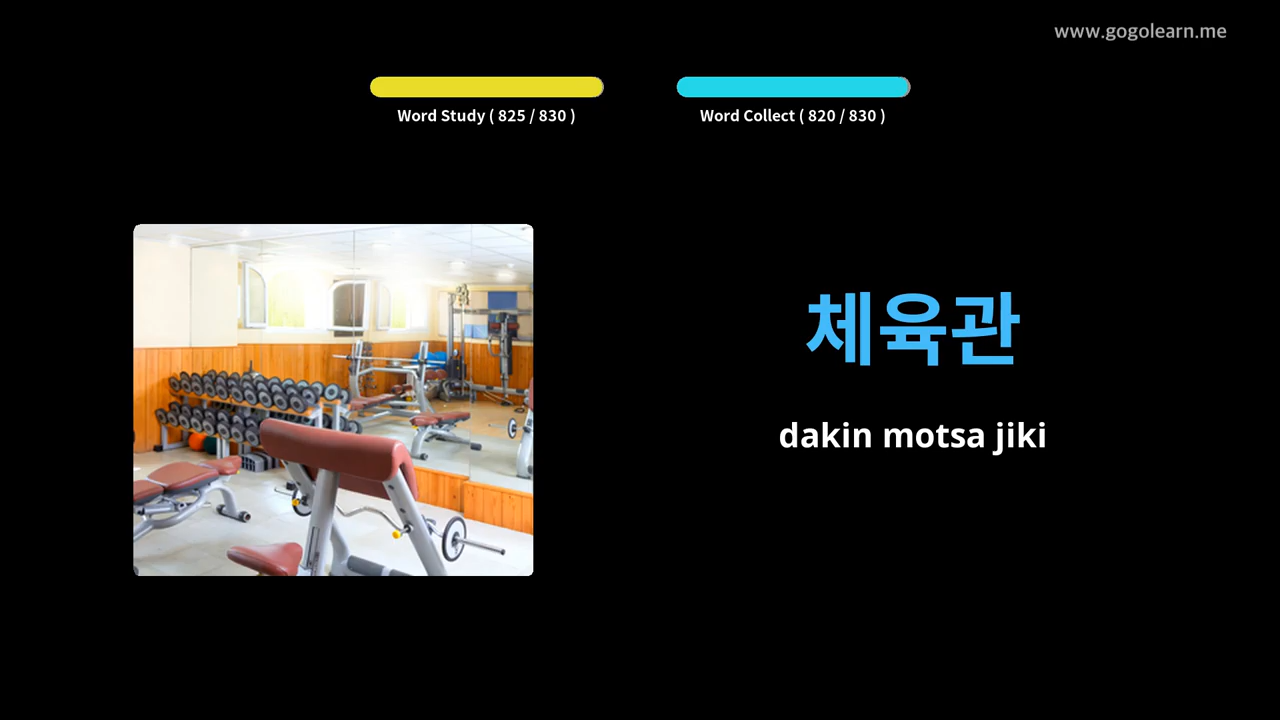 www.gogolearn.me
Word Study ( 825 / 830 )
Word Collect ( 820 / 830 )
체육관
dakin motsa jiki